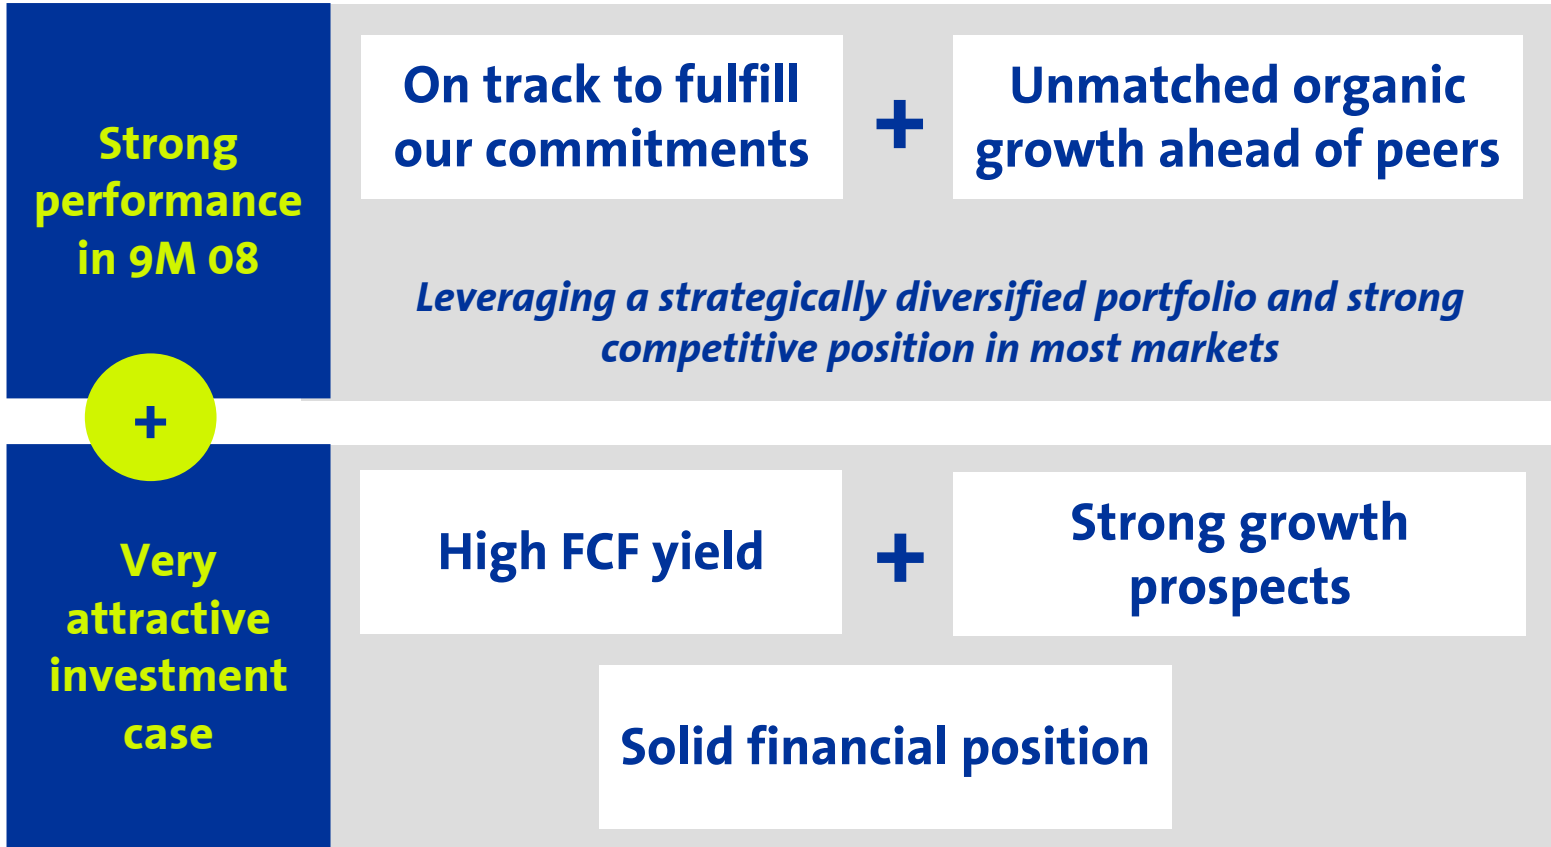 Strong
performance
in 9M 08
On track to fulfill
our commitments
+
Unmatched organic
growth ahead of peers
Leveraging a strategically diversified portfolio and strong
competitive position in most markets
+
Very
attractive
investment
case
High FCF yield
+
Strong growth
prospects
Solid financial position